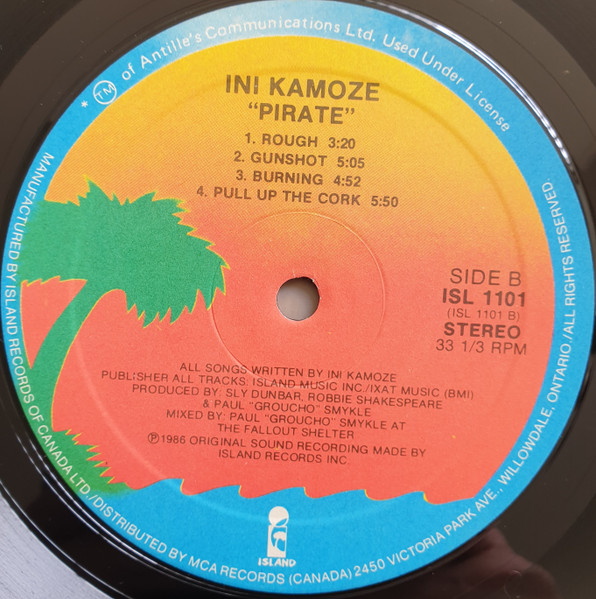 * TM of Antille's Communications Ltd. Used Under License
INI KAMOZE
"PIRATE"
1. ROUGH 3:20
2. GUNSHOT 5:05
3. BURNING 4:52
4. PULL UP THE CORK 5:50
SIDE B
ISL 1101
(ISL 1101 B)
STEREO
33 1/3 RPM
ALL SONGS WRITTEN BY INI KAMOZE
PUBLISHER ALL TRACKS: ISLAND MUSIC INC./IXAT MUSIC (BMI)
PRODUCED BY: SLY DUNBAR, ROBBIE SHAKESPEARE
& PAUL "GROUCHO" SMYKLE
MIXED BY: PAUL "GROUCHO" SMYKLE AT
THE FALLOUT SHELTER
Ⓟ1986 ORIGINAL SOUND RECORDING MADE BY
ISLAND RECORDS INC.
ISLAND
MANUFACTURED BY ISLAND RECORDS OF CANADA LTD./DISTRIBUTED BY MCA RECORDS (CANADA) 2450 VICTORIA PARK AVE., WILLOWDALE, ONTARIO./ALL RIGHTS RESERVED.